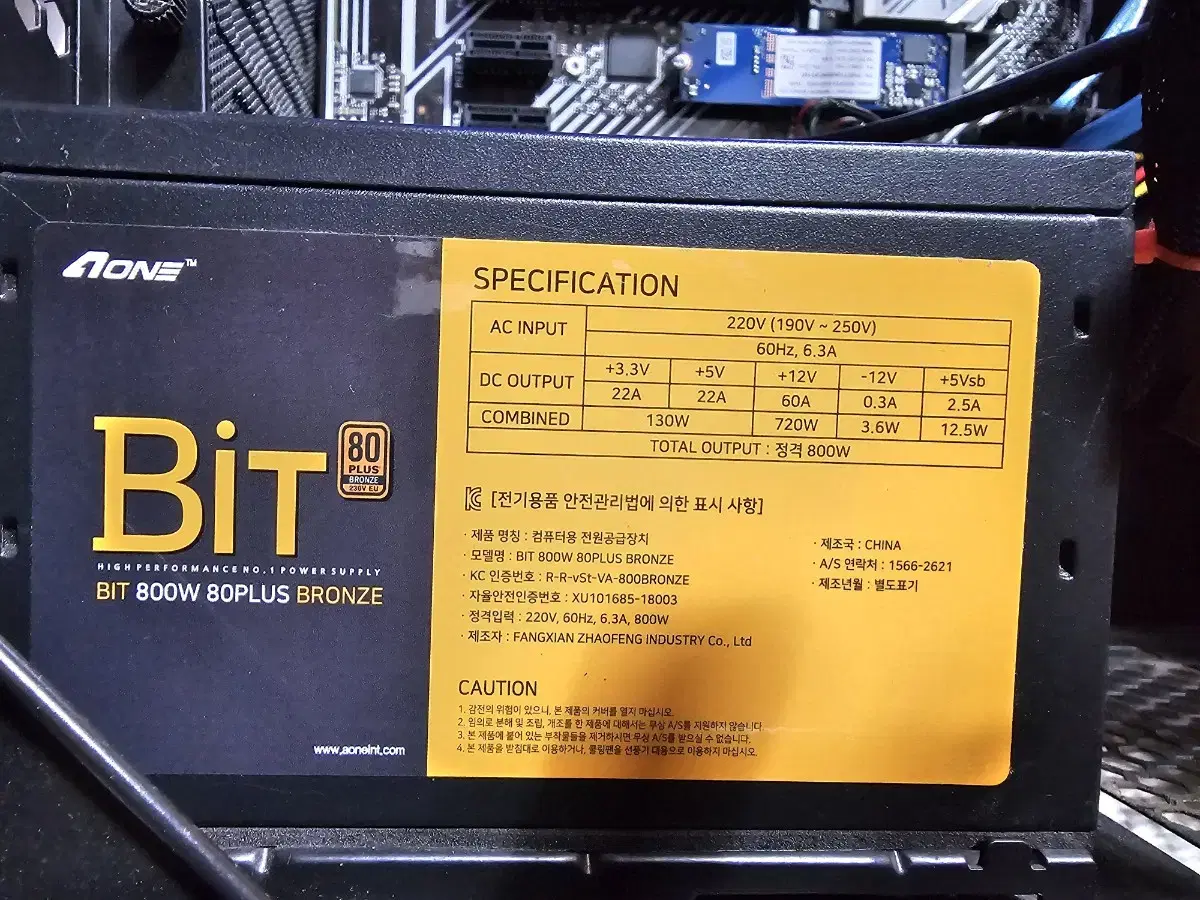 AONE™
BiT
80
PLUS
BRONZE
230V EU
HIGH PERFORMANCE NO.1 POWER SUPPLY
BIT 800W 80PLUS BRONZE
www.aoneint.com
SPECIFICATION
AC INPUT 220V (190V ~ 250V)
60Hz, 6.3A
DC OUTPUT +3.3V +5V +12V -12V +5Vsb
22A 22A 60A 0.3A 2.5A
COMBINED 130W 720W 3.6W 12.5W
TOTAL OUTPUT : 정격 800W
[전기용품 안전관리법에 의한 표시 사항]
· 제품 명칭 : 컴퓨터용 전원공급장치
· 모델명 : BIT 800W 80PLUS BRONZE
· KC 인증번호 : R-R-vSt-VA-800BRONZE
· 자율안전인증번호 : XU101685-18003
· 정격입력 : 220V, 60Hz, 6.3A, 800W
· 제조자 : FANGXIAN ZHAOFENG INDUSTRY Co., Ltd
· 제조국 : CHINA
· A/S 연락처 : 1566-2621
· 제조년월 : 별도표기
CAUTION
1. 감전의 위험이 있으니, 본 제품의 커버를 열지 마십시오.
2. 임의로 분해 및 조립, 개조를 한 제품에 대해서는 무상 A/S를 지원하지 않습니다.
3. 본 제품에 붙어 있는 부착물들을 제거하시면 무상 A/S를 받으실 수 없습니다.
4. 본 제품을 받침대로 이용하거나, 쿨링팬을 선풍기 대용으로 이용하지 마십시오.